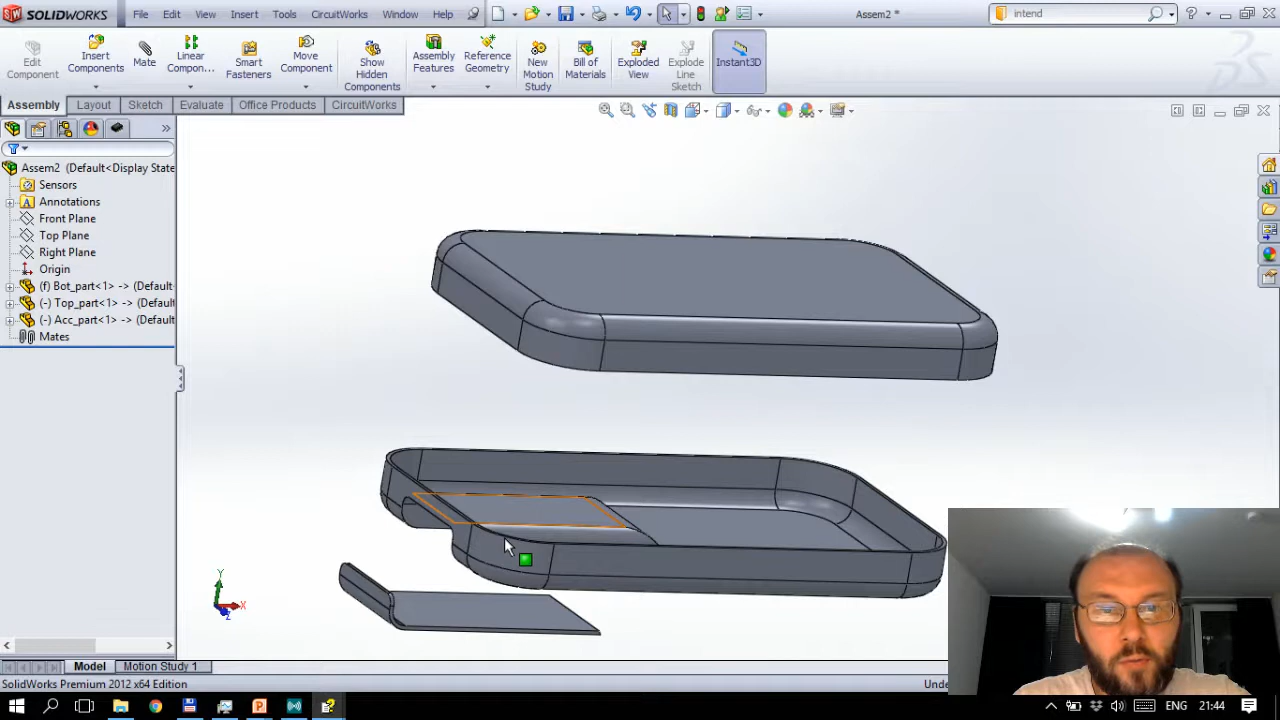 SW SOLIDWORKS File Edit View Insert Tools CircuitWorks Window Help Assem2 * intend
Edit Component
Insert Components
Mate
Linear Compon...
Smart Fasteners
Move Component
Show Hidden Components
Assembly Features
Reference Geometry
New Motion Study
Bill of Materials
Exploded View
Explode Line Sketch
Instant3D
Assembly Layout Sketch Evaluate Office Products CircuitWorks
Assem2 (Default<Display State
Sensors
Annotations
Front Plane
Top Plane
Right Plane
Origin
(f) Bot_part<1> -> (Default
(-) Top_part<1> -> (Default
(-) Acc_part<1> -> (Default
Mates
Y
X
Z
Model Motion Study 1
SolidWorks Premium 2012 x64 Edition Unde
ENG 21:44